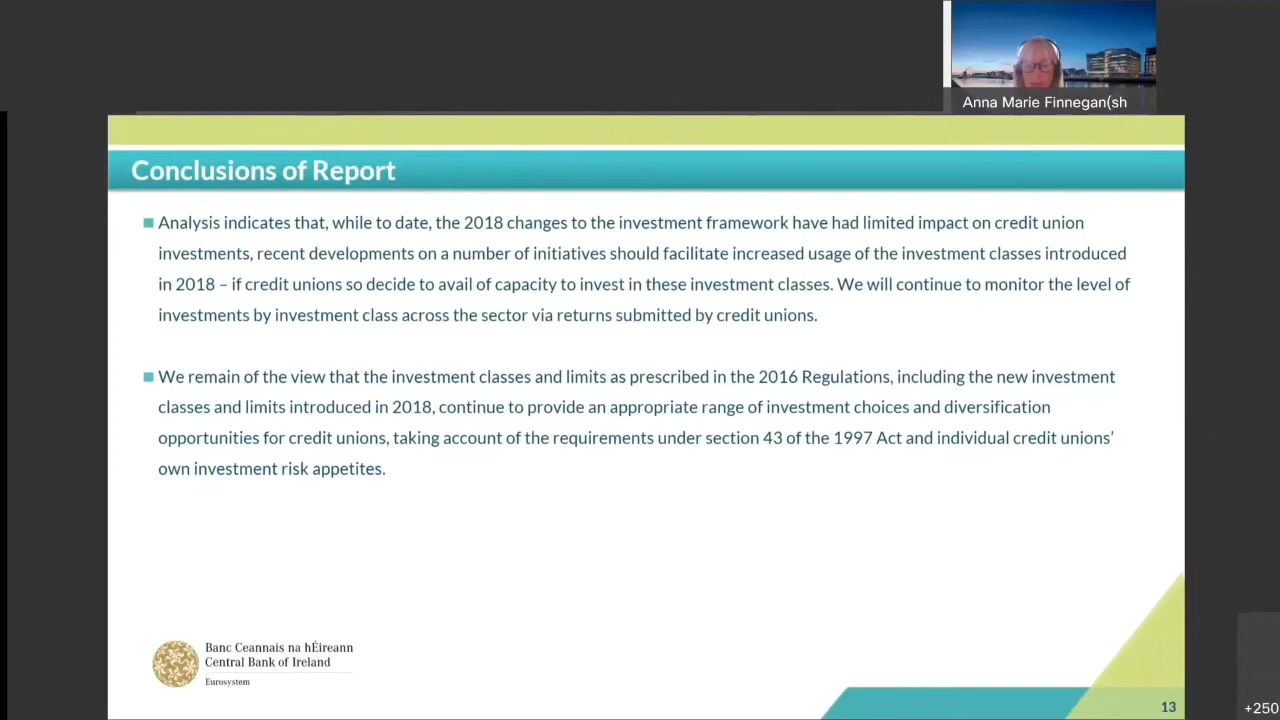 Anna Marie Finnegan(sh
Conclusions of Report
Analysis indicates that, while to date, the 2018 changes to the investment framework have had limited impact on credit union
investments, recent developments on a number of initiatives should facilitate increased usage of the investment classes introduced
in 2018 – if credit unions so decide to avail of capacity to invest in these investment classes. We will continue to monitor the level of
investments by investment class across the sector via returns submitted by credit unions.
We remain of the view that the investment classes and limits as prescribed in the 2016 Regulations, including the new investment
classes and limits introduced in 2018, continue to provide an appropriate range of investment choices and diversification
opportunities for credit unions, taking account of the requirements under section 43 of the 1997 Act and individual credit unions’
own investment risk appetites.
Banc Ceannais na hÉireann
Central Bank of Ireland
Eurosystem
13
+250